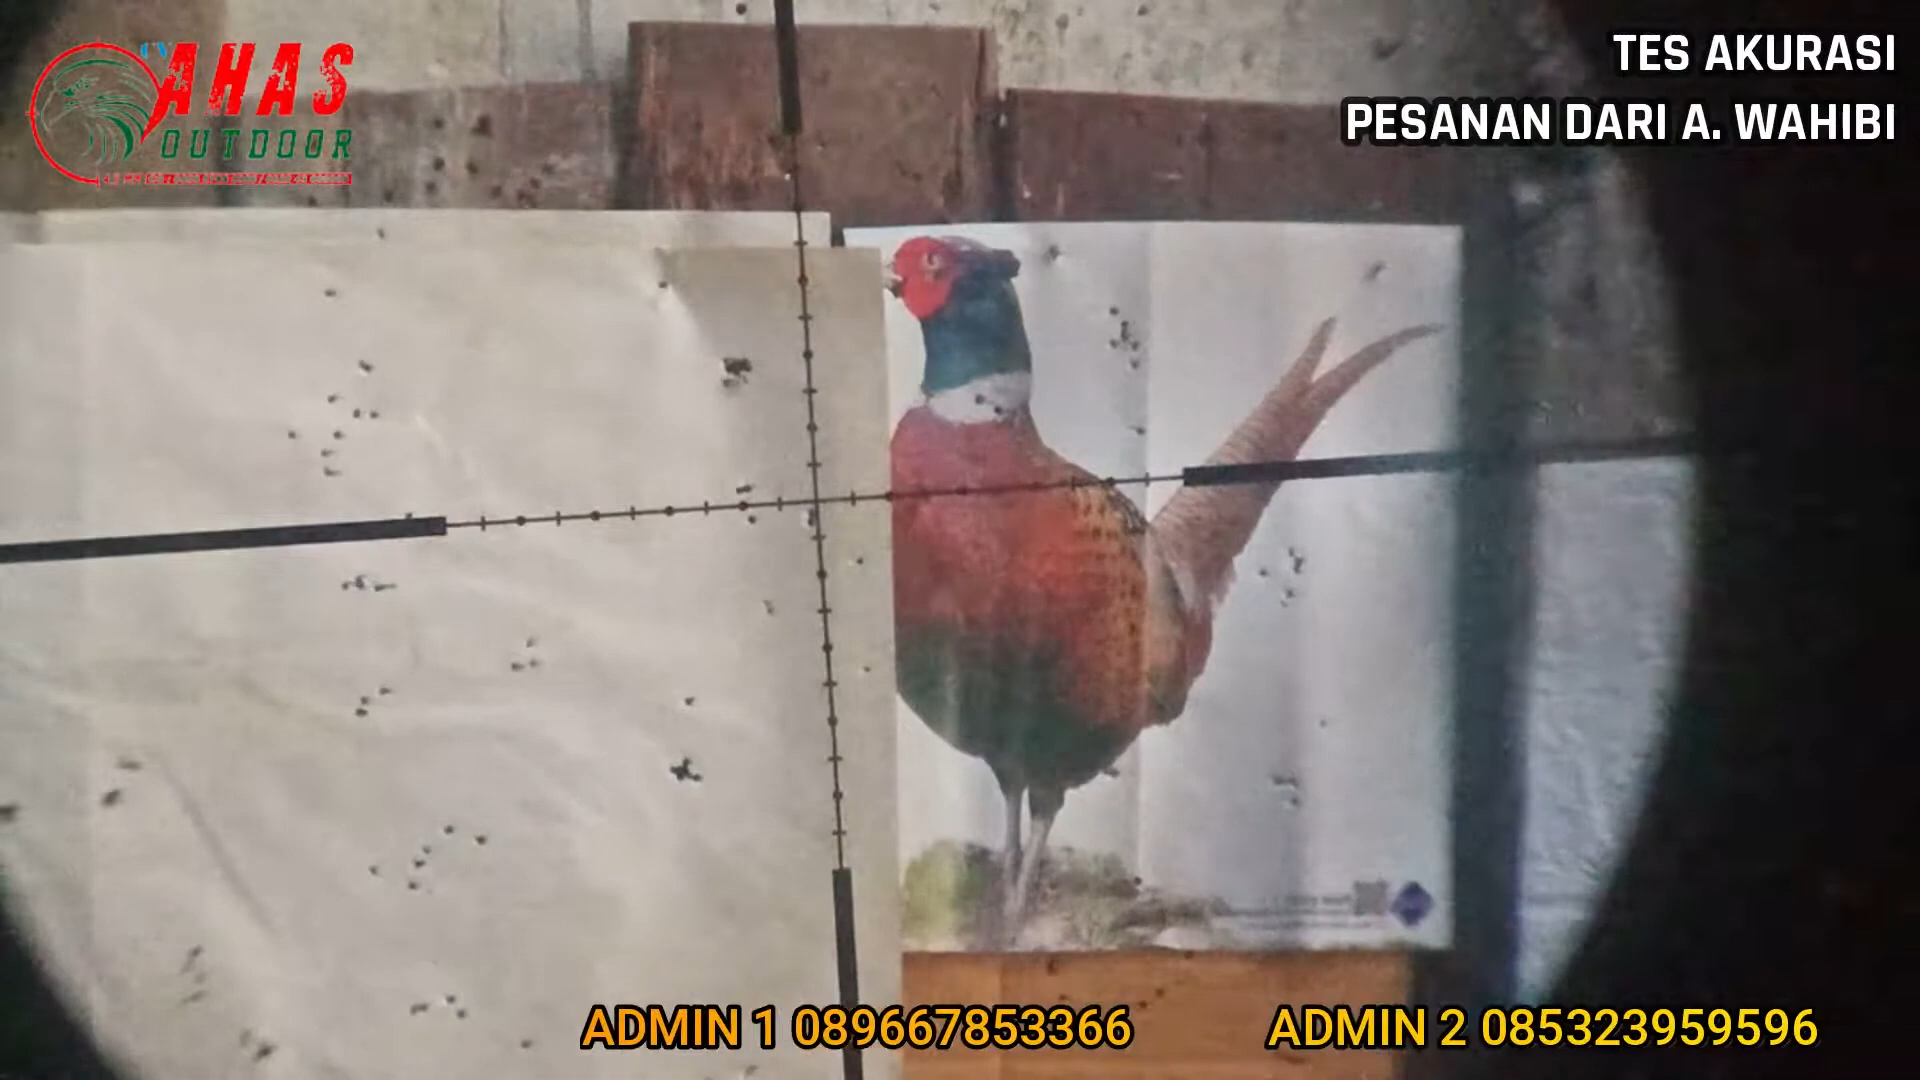 AHAS
OUTDOOR
TES AKURASI
PESANAN DARI A. WAHIBI
ADMIN 1 089667853366
ADMIN 2 085323959596